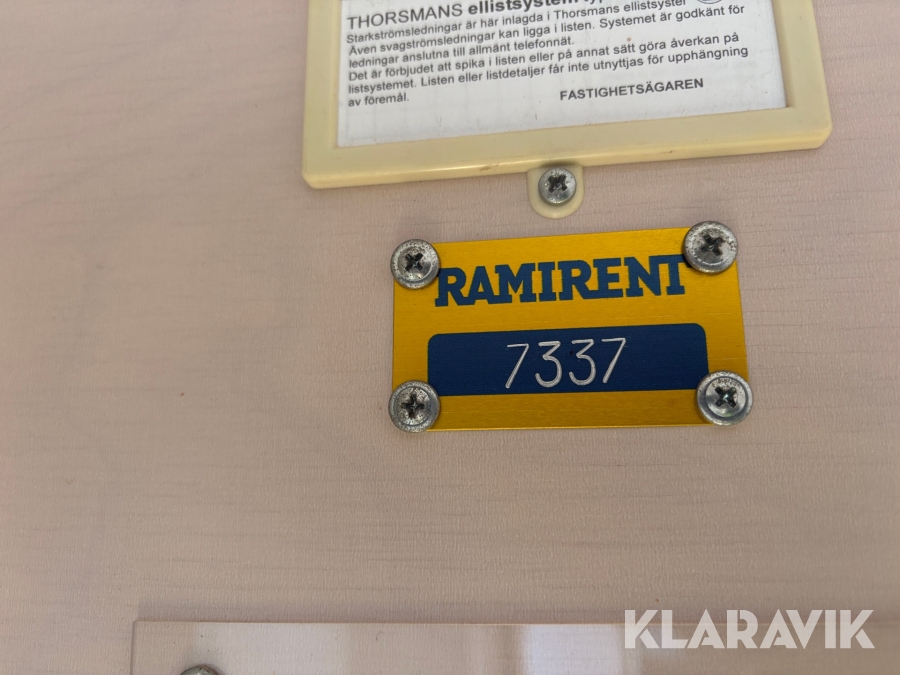 THORSMANS ellistsystem
Starkströmsledningar är här inlagda i Thorsmans ellistsyster
Även svagströmsledningar kan ligga i listen. Systemet är godkänt för
ledningar anslutna till allmänt telefonnät.
Det är förbjudet att spika i listen eller på annat sätt göra åverkan på
listsystemet. Listen eller listdetaljer får inte utnyttjas för upphängning
av föremål.
FASTIGHETSÄGAREN
RAMIRENT
7337
KLARAVIK